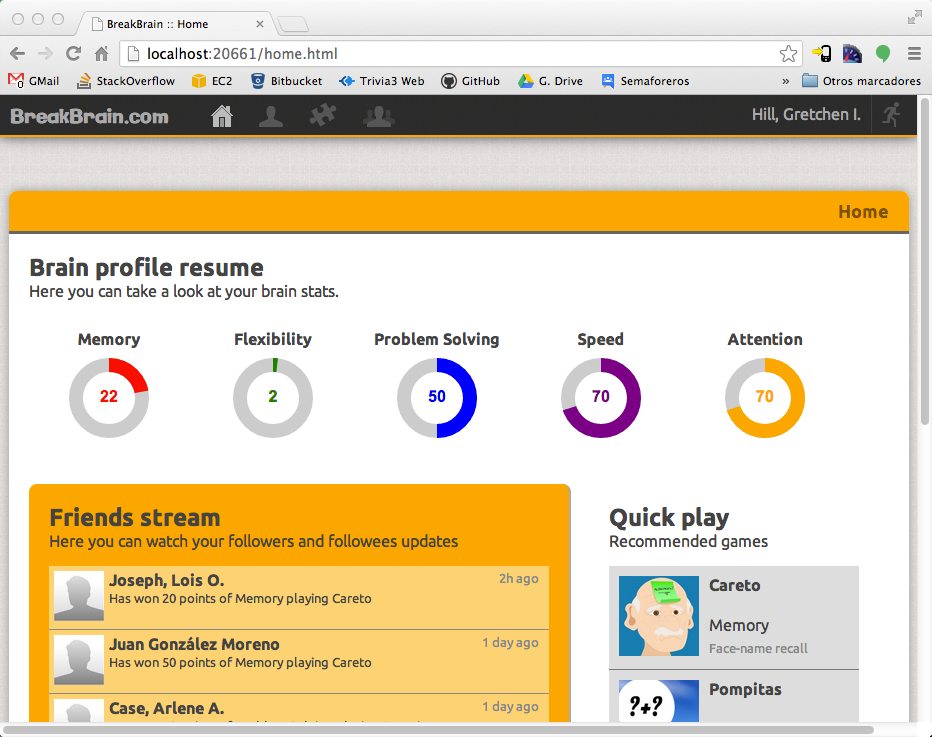 BreakBrain :: Home
localhost:20661/home.html
GMail StackOverflow EC2 Bitbucket Trivia3 Web GitHub G. Drive Semaforeros » Otros marcadores
BreakBrain.com Hill, Gretchen I.
Home
Brain profile resume
Here you can take a look at your brain stats.
Memory Flexibility Problem Solving Speed Attention
22 2 50 70 70
Friends stream
Here you can watch your followers and followees updates
Joseph, Lois O. 2h ago
Has won 20 points of Memory playing Careto
Juan González Moreno 1 day ago
Has won 50 points of Memory playing Careto
Case, Arlene A. 1 day ago
Quick play
Recommended games
Careto
Memory
Face-name recall
Pompitas
?+?